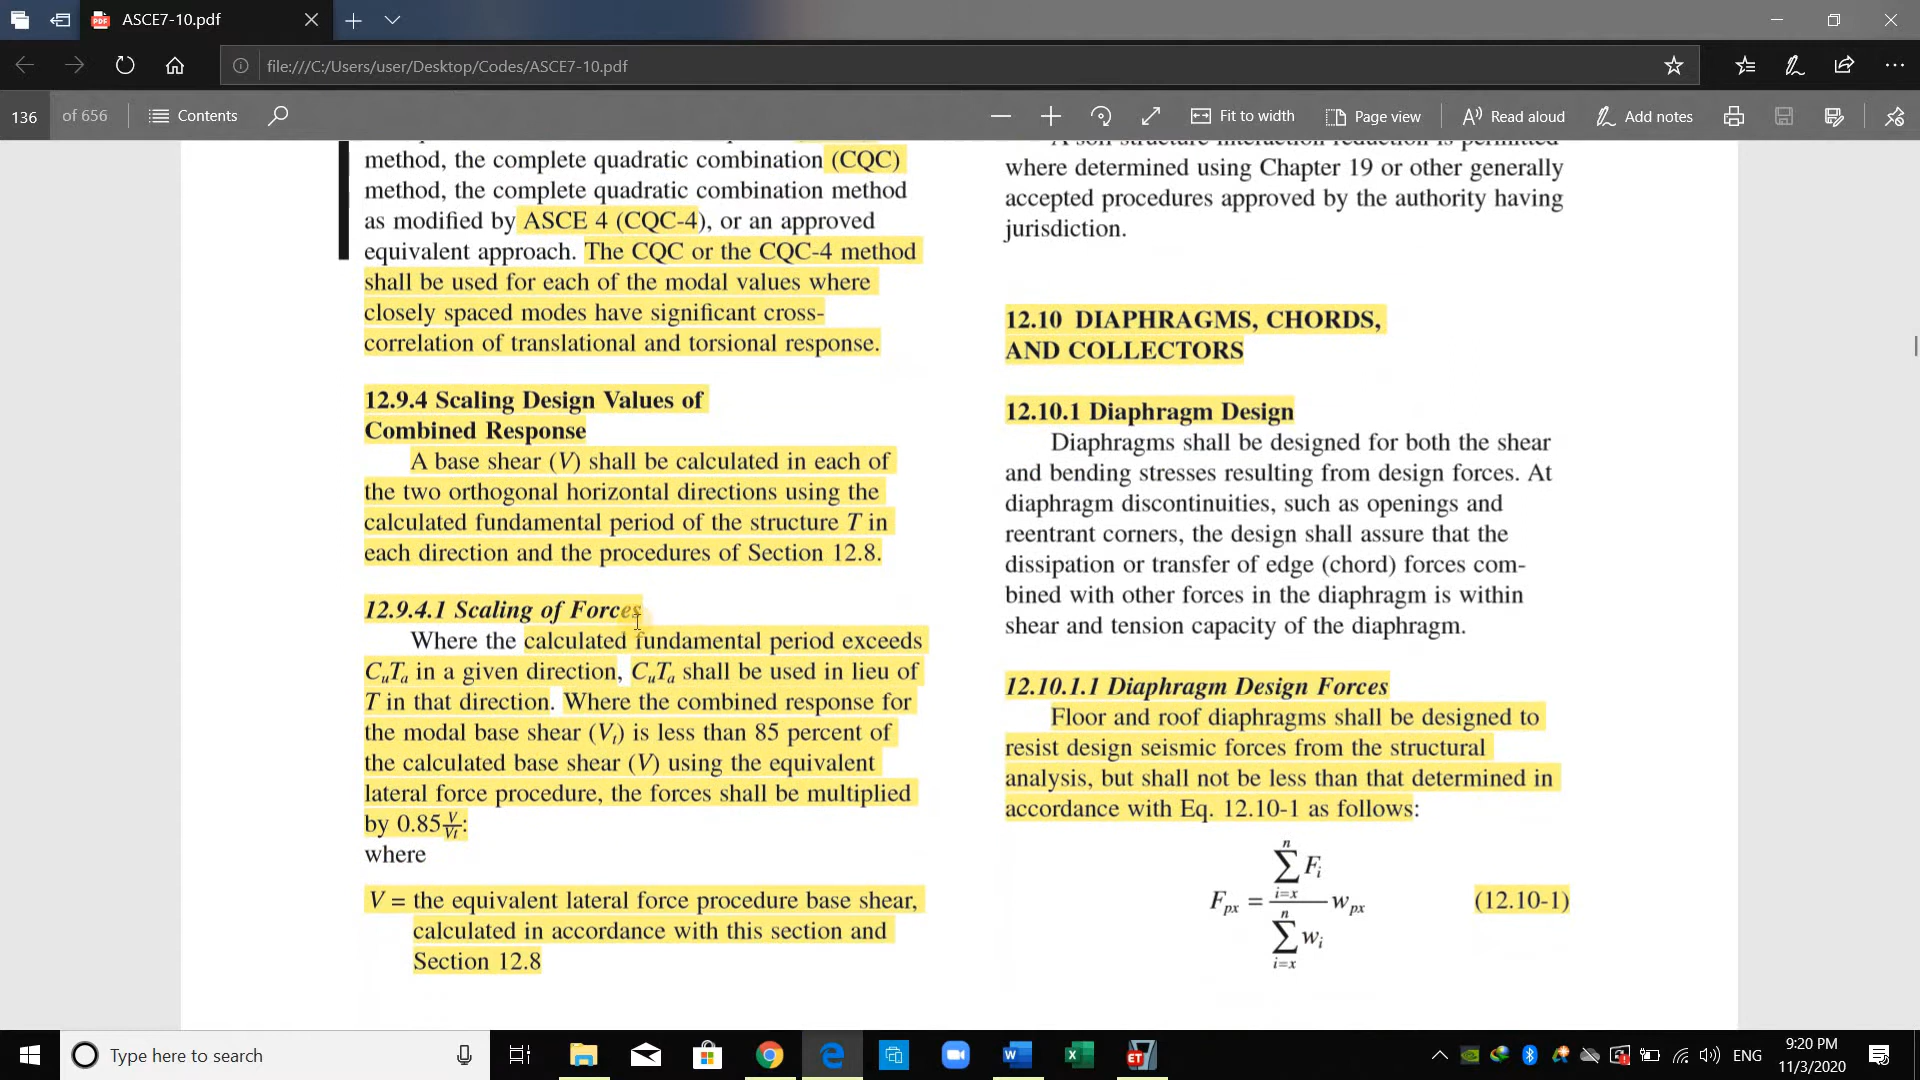 ASCE7-10.pdf
file:///C:/Users/user/Desktop/Codes/ASCE7-10.pdf
136 of 656
Contents
Fit to width
Page view
Read aloud
Add notes
method, the complete quadratic combination (CQC)
method, the complete quadratic combination method
as modified by ASCE 4 (CQC-4), or an approved
equivalent approach. The CQC or the CQC-4 method
shall be used for each of the modal values where
closely spaced modes have significant cross-
correlation of translational and torsional response.
12.9.4 Scaling Design Values of
Combined Response
A base shear (V) shall be calculated in each of
the two orthogonal horizontal directions using the
calculated fundamental period of the structure T in
each direction and the procedures of Section 12.8.
12.9.4.1 Scaling of Forces
Where the calculated fundamental period exceeds
CuTa in a given direction, CuTa shall be used in lieu of
T in that direction. Where the combined response for
the modal base shear (Vt) is less than 85 percent of
the calculated base shear (V) using the equivalent
lateral force procedure, the forces shall be multiplied
by 0.85 V/Vt:
where
V = the equivalent lateral force procedure base shear,
calculated in accordance with this section and
Section 12.8
A soil structure interaction reduction is permitted
where determined using Chapter 19 or other generally
accepted procedures approved by the authority having
jurisdiction.
12.10 DIAPHRAGMS, CHORDS,
AND COLLECTORS
12.10.1 Diaphragm Design
Diaphragms shall be designed for both the shear
and bending stresses resulting from design forces. At
diaphragm discontinuities, such as openings and
reentrant corners, the design shall assure that the
dissipation or transfer of edge (chord) forces com-
bined with other forces in the diaphragm is within
shear and tension capacity of the diaphragm.
12.10.1.1 Diaphragm Design Forces
Floor and roof diaphragms shall be designed to
resist design seismic forces from the structural
analysis, but shall not be less than that determined in
accordance with Eq. 12.10-1 as follows:
n
∑ Fi
i=x
Fpx = wpx (12.10-1)
n
∑ wi
i=x
Type here to search
ET
ENG
9:20 PM
11/3/2020